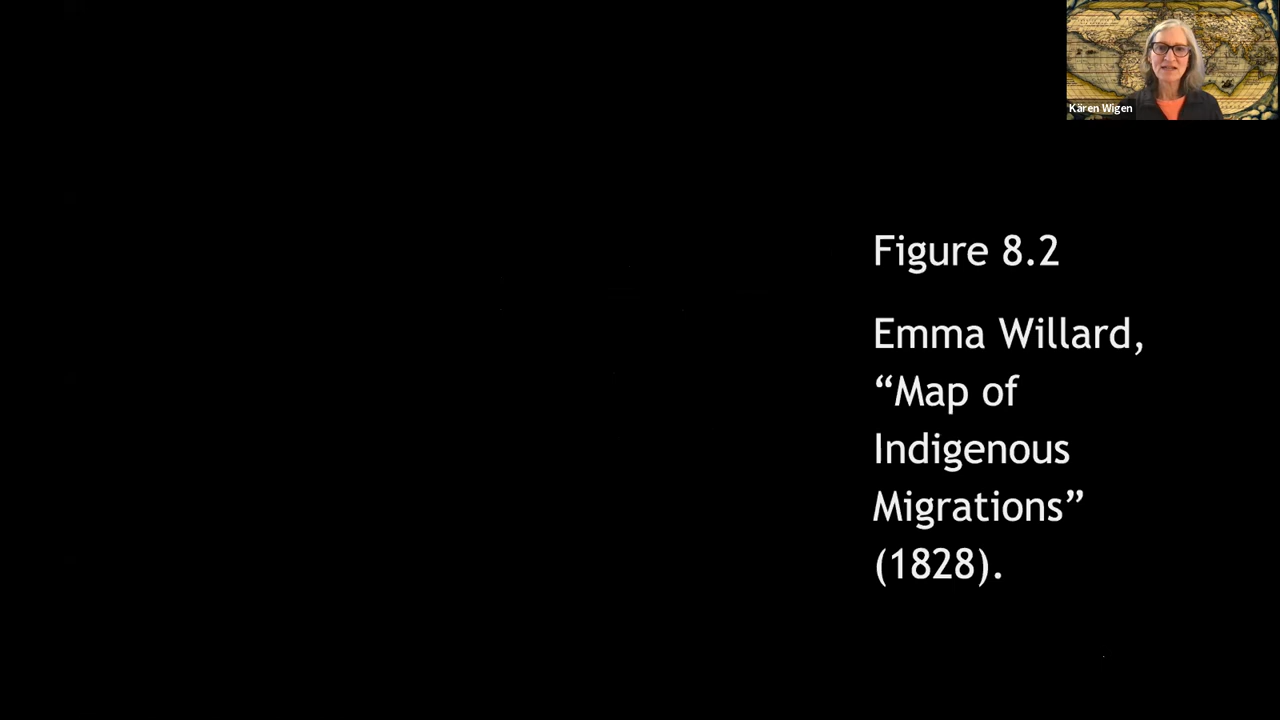 Kären Wigen
Figure 8.2
Emma Willard,
“Map of
Indigenous
Migrations”
(1828).